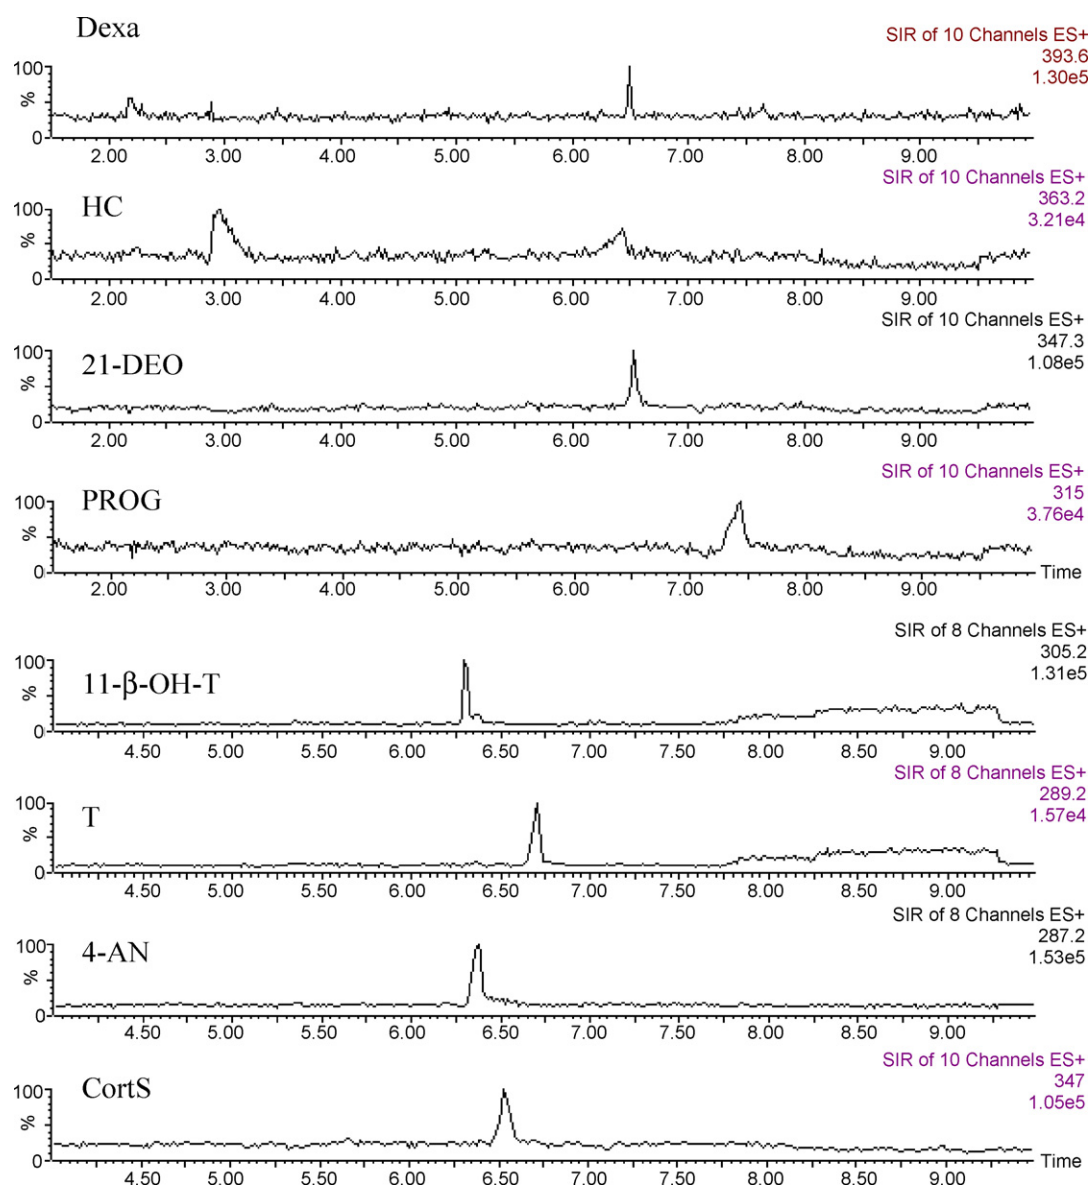 Dexa
SIR of 10 Channels ES+
393.6
1.30e5
100
%
0
2.00 3.00 4.00 5.00 6.00 7.00 8.00 9.00
HC
SIR of 10 Channels ES+
363.2
3.21e4
100
%
0
2.00 3.00 4.00 5.00 6.00 7.00 8.00 9.00
21-DEO
SIR of 10 Channels ES+
347.3
1.08e5
100
%
0
2.00 3.00 4.00 5.00 6.00 7.00 8.00 9.00
PROG
SIR of 10 Channels ES+
315
3.76e4
100
%
0
Time
2.00 3.00 4.00 5.00 6.00 7.00 8.00 9.00
11-β-OH-T
SIR of 8 Channels ES+
305.2
1.31e5
100
%
0
4.50 5.00 5.50 6.00 6.50 7.00 7.50 8.00 8.50 9.00
T
SIR of 8 Channels ES+
289.2
1.57e4
100
%
0
4.50 5.00 5.50 6.00 6.50 7.00 7.50 8.00 8.50 9.00
4-AN
SIR of 8 Channels ES+
287.2
1.53e5
100
%
0
4.50 5.00 5.50 6.00 6.50 7.00 7.50 8.00 8.50 9.00
CortS
SIR of 10 Channels ES+
347
1.05e5
100
%
0
Time
4.50 5.00 5.50 6.00 6.50 7.00 7.50 8.00 8.50 9.00